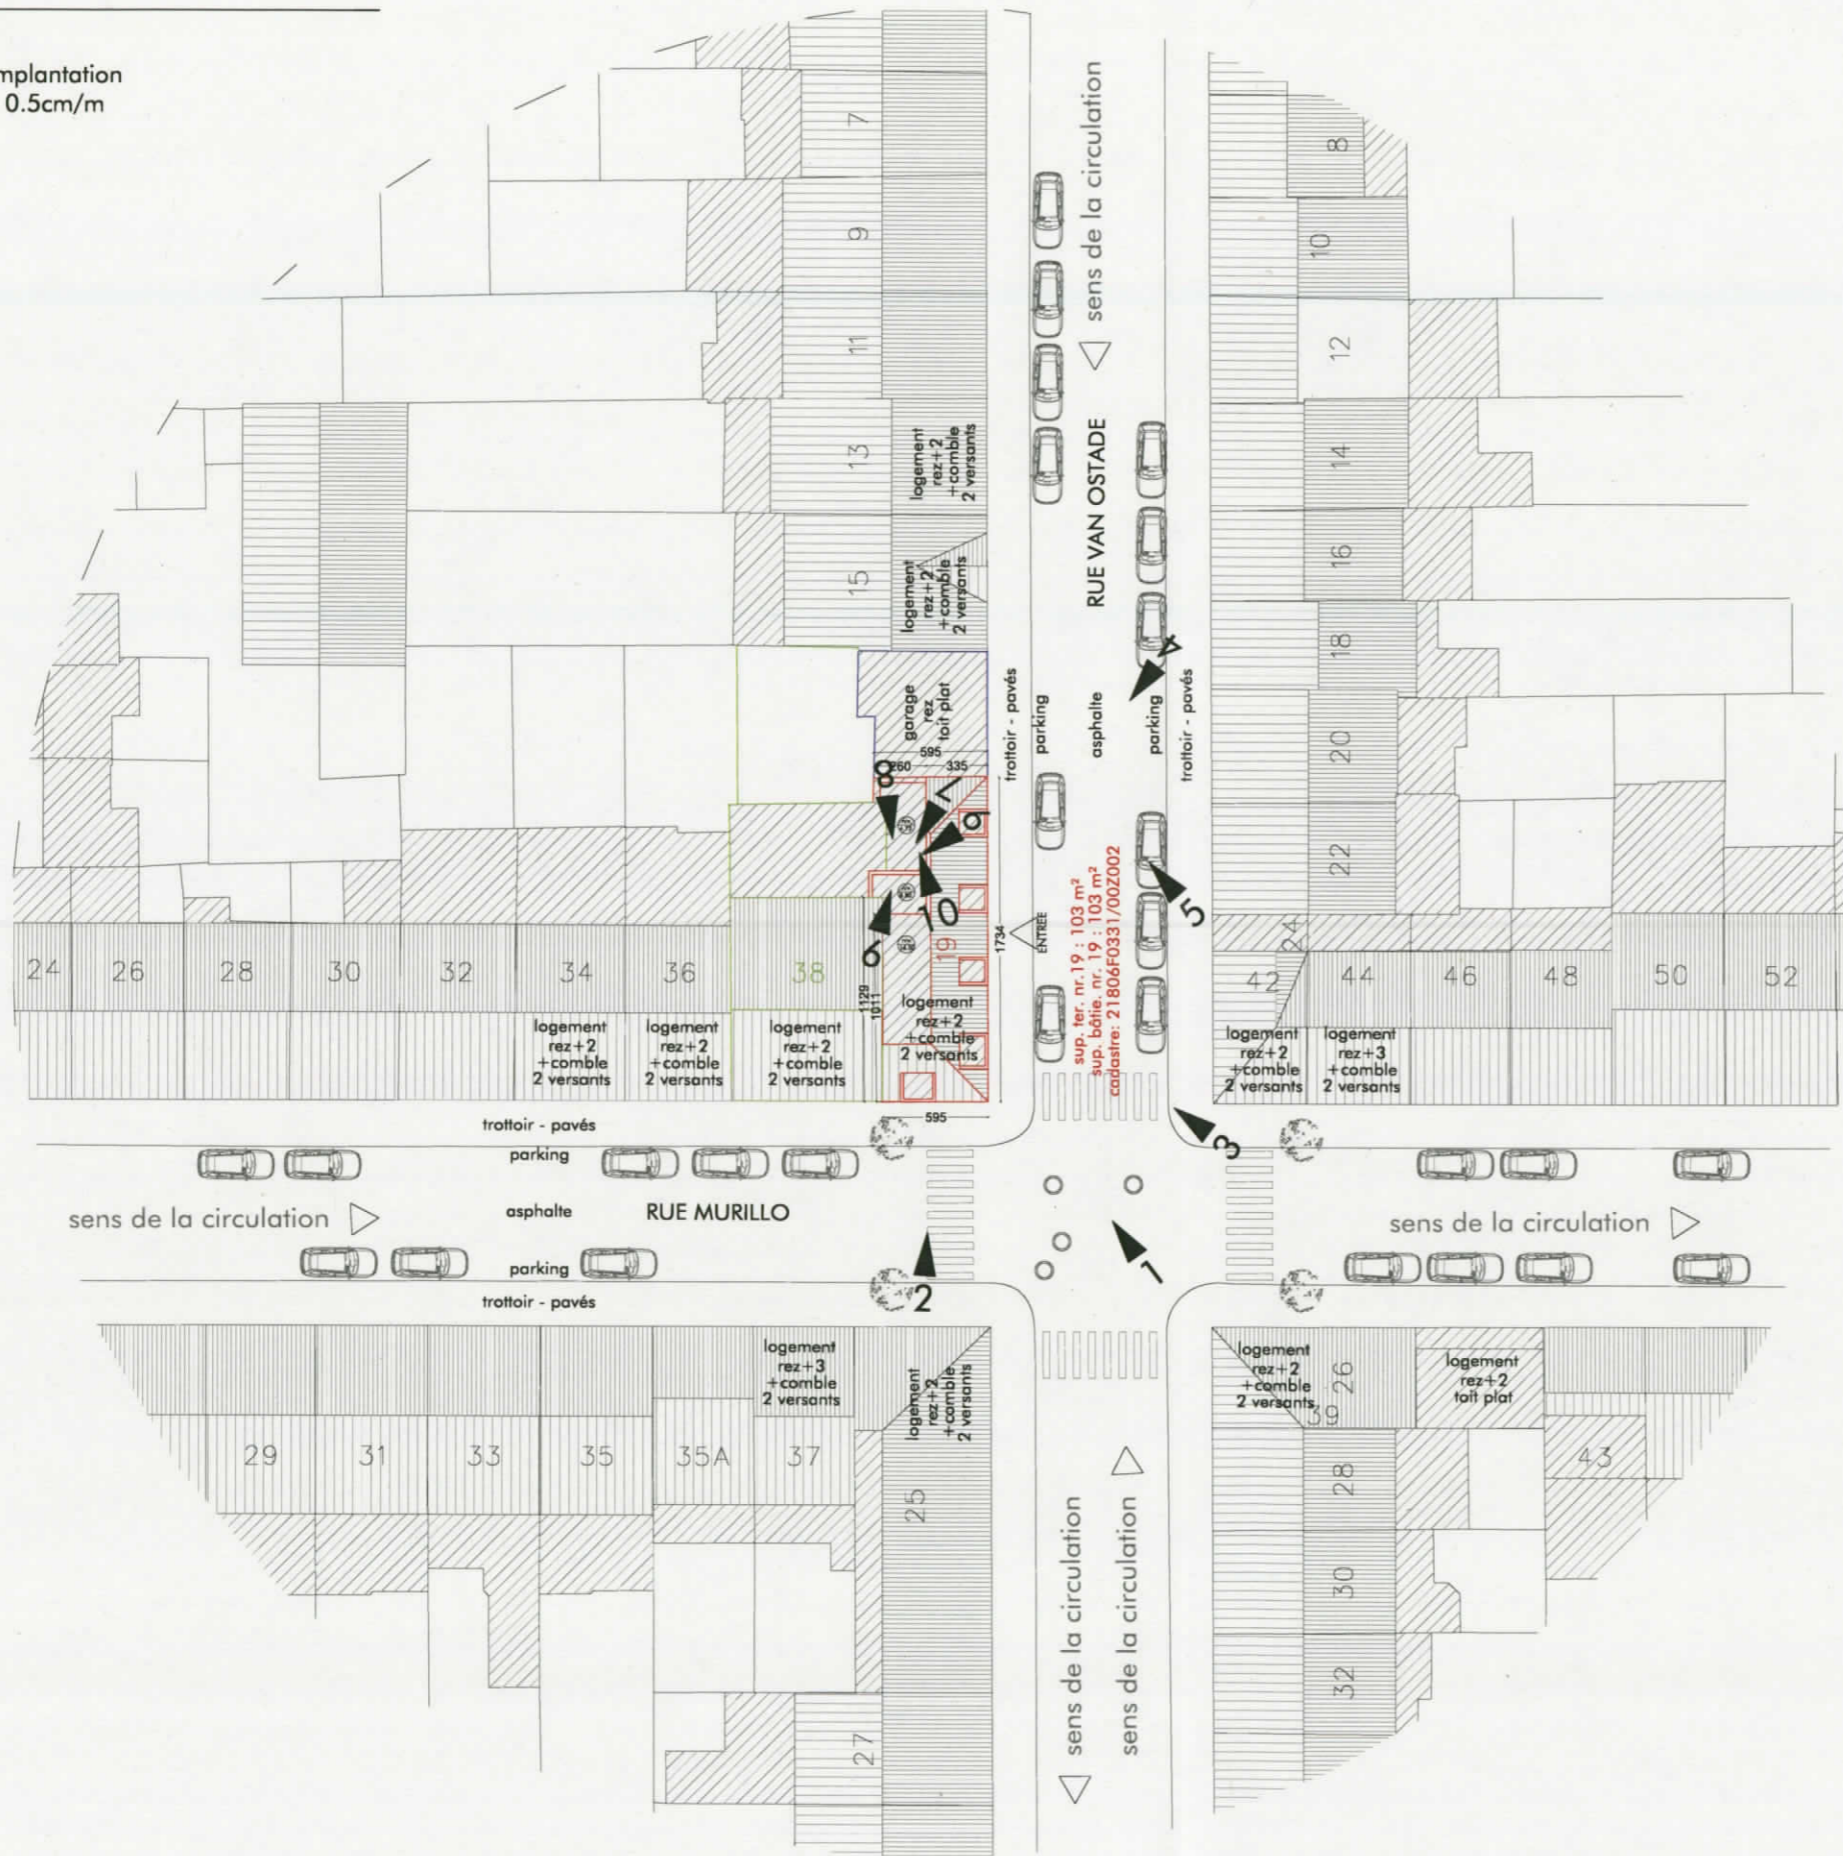 mplantation
0.5cm/m
7
9
11
13
15
logement
rez+2
+comble
2 versants
logement
rez+2
+comble
2 versants
garage
rez
toit plat
595
260
335
8
7
9
10
6
19
1734
1129
1011
ENTRÉE
logement
rez+2
+comble
2 versants
595
sens de la circulation
RUE VAN OSTADE
trottoir - pavés
parking
asphalte
parking
trottoir - pavés
4
5
3
sup. ter. nr.19 : 103 m²
sup. bâtie. nr. 19 : 103 m²
cadastre: 21806F0331/00Z002
8
10
12
14
16
18
20
22
24
24
26
28
30
32
34
36
38
42
44
46
48
50
52
logement
rez+2
+comble
2 versants
logement
rez+2
+comble
2 versants
logement
rez+2
+comble
2 versants
logement
rez+2
+comble
2 versants
logement
rez+3
+comble
2 versants
trottoir - pavés
parking
sens de la circulation
asphalte
RUE MURILLO
sens de la circulation
parking
trottoir - pavés
2
1
logement
rez+3
+comble
2 versants
logement
rez+2
+comble
2 versants
29
31
33
35
35A
37
25
27
logement
rez+2
+comble
2 versants
26
39
logement
rez+2
toit plat
43
28
30
32
sens de la circulation
sens de la circulation